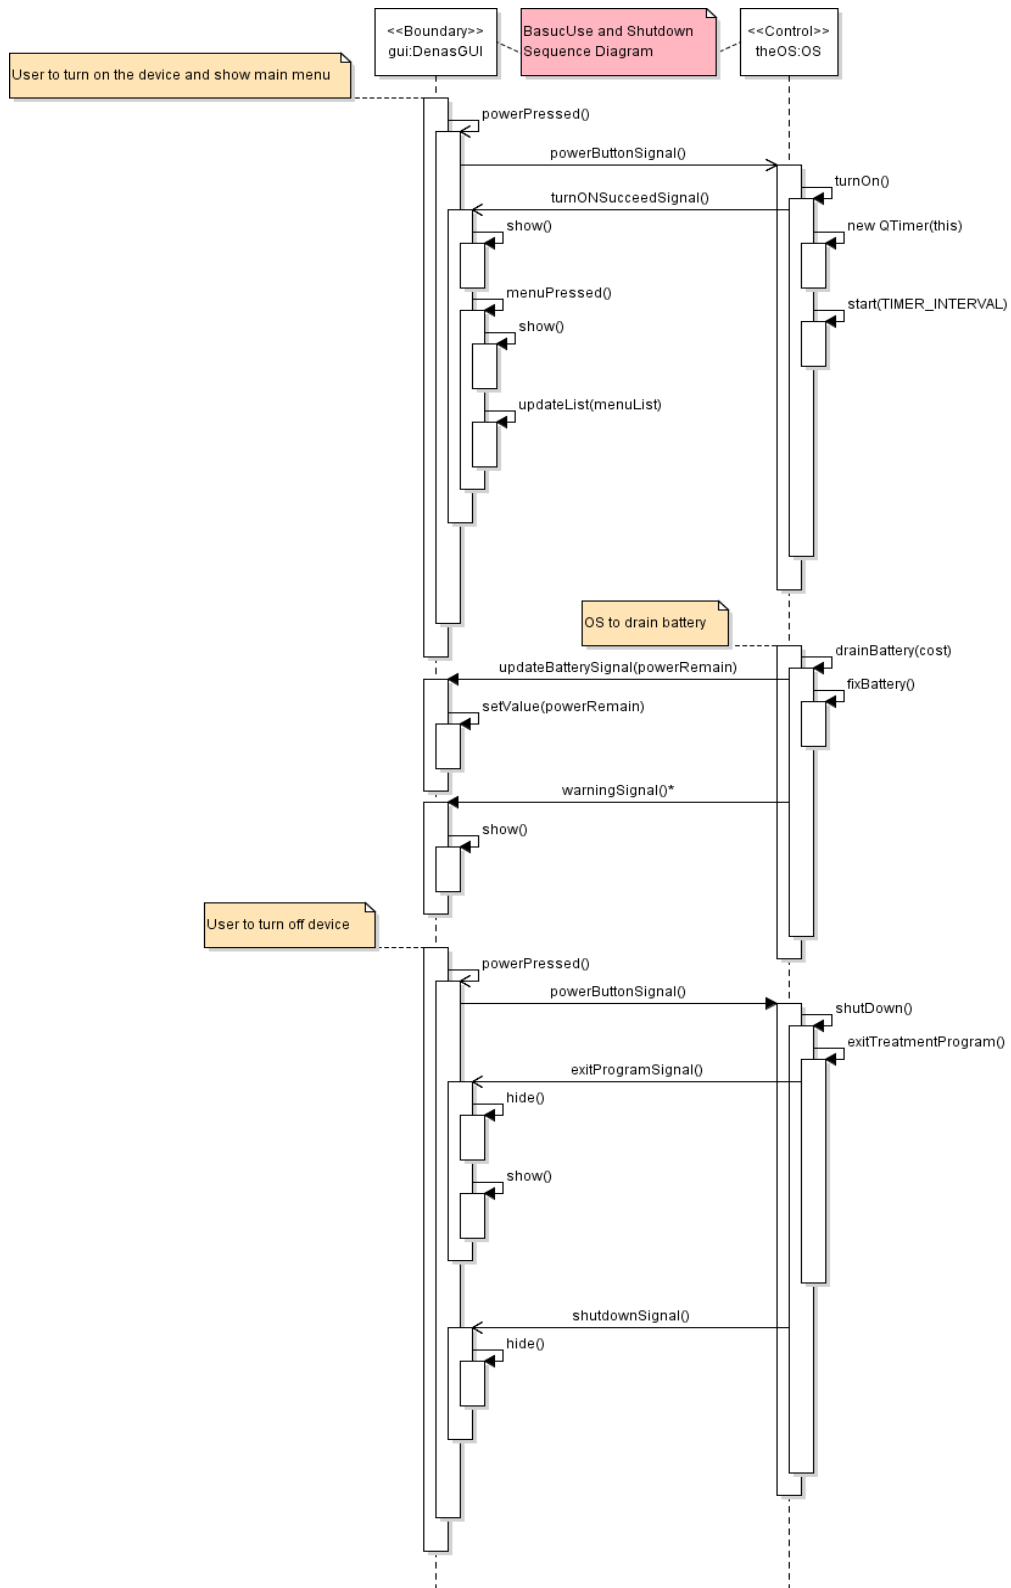 <<Boundary>>
gui:DenasGUI
BasucUse and Shutdown
Sequence Diagram
<<Control>>
theOS:OS
User to turn on the device and show main menu
powerPressed()
powerButtonSignal()
turnOn()
turnONSucceedSignal()
show()
new QTimer(this)
menuPressed()
start(TIMER_INTERVAL)
show()
updateList(menuList)
OS to drain battery
drainBattery(cost)
updateBatterySignal(powerRemain)
fixBattery()
setValue(powerRemain)
warningSignal()*
show()
User to turn off device
powerPressed()
powerButtonSignal()
shutDown()
exitTreatmentProgram()
exitProgramSignal()
hide()
show()
shutdownSignal()
hide()